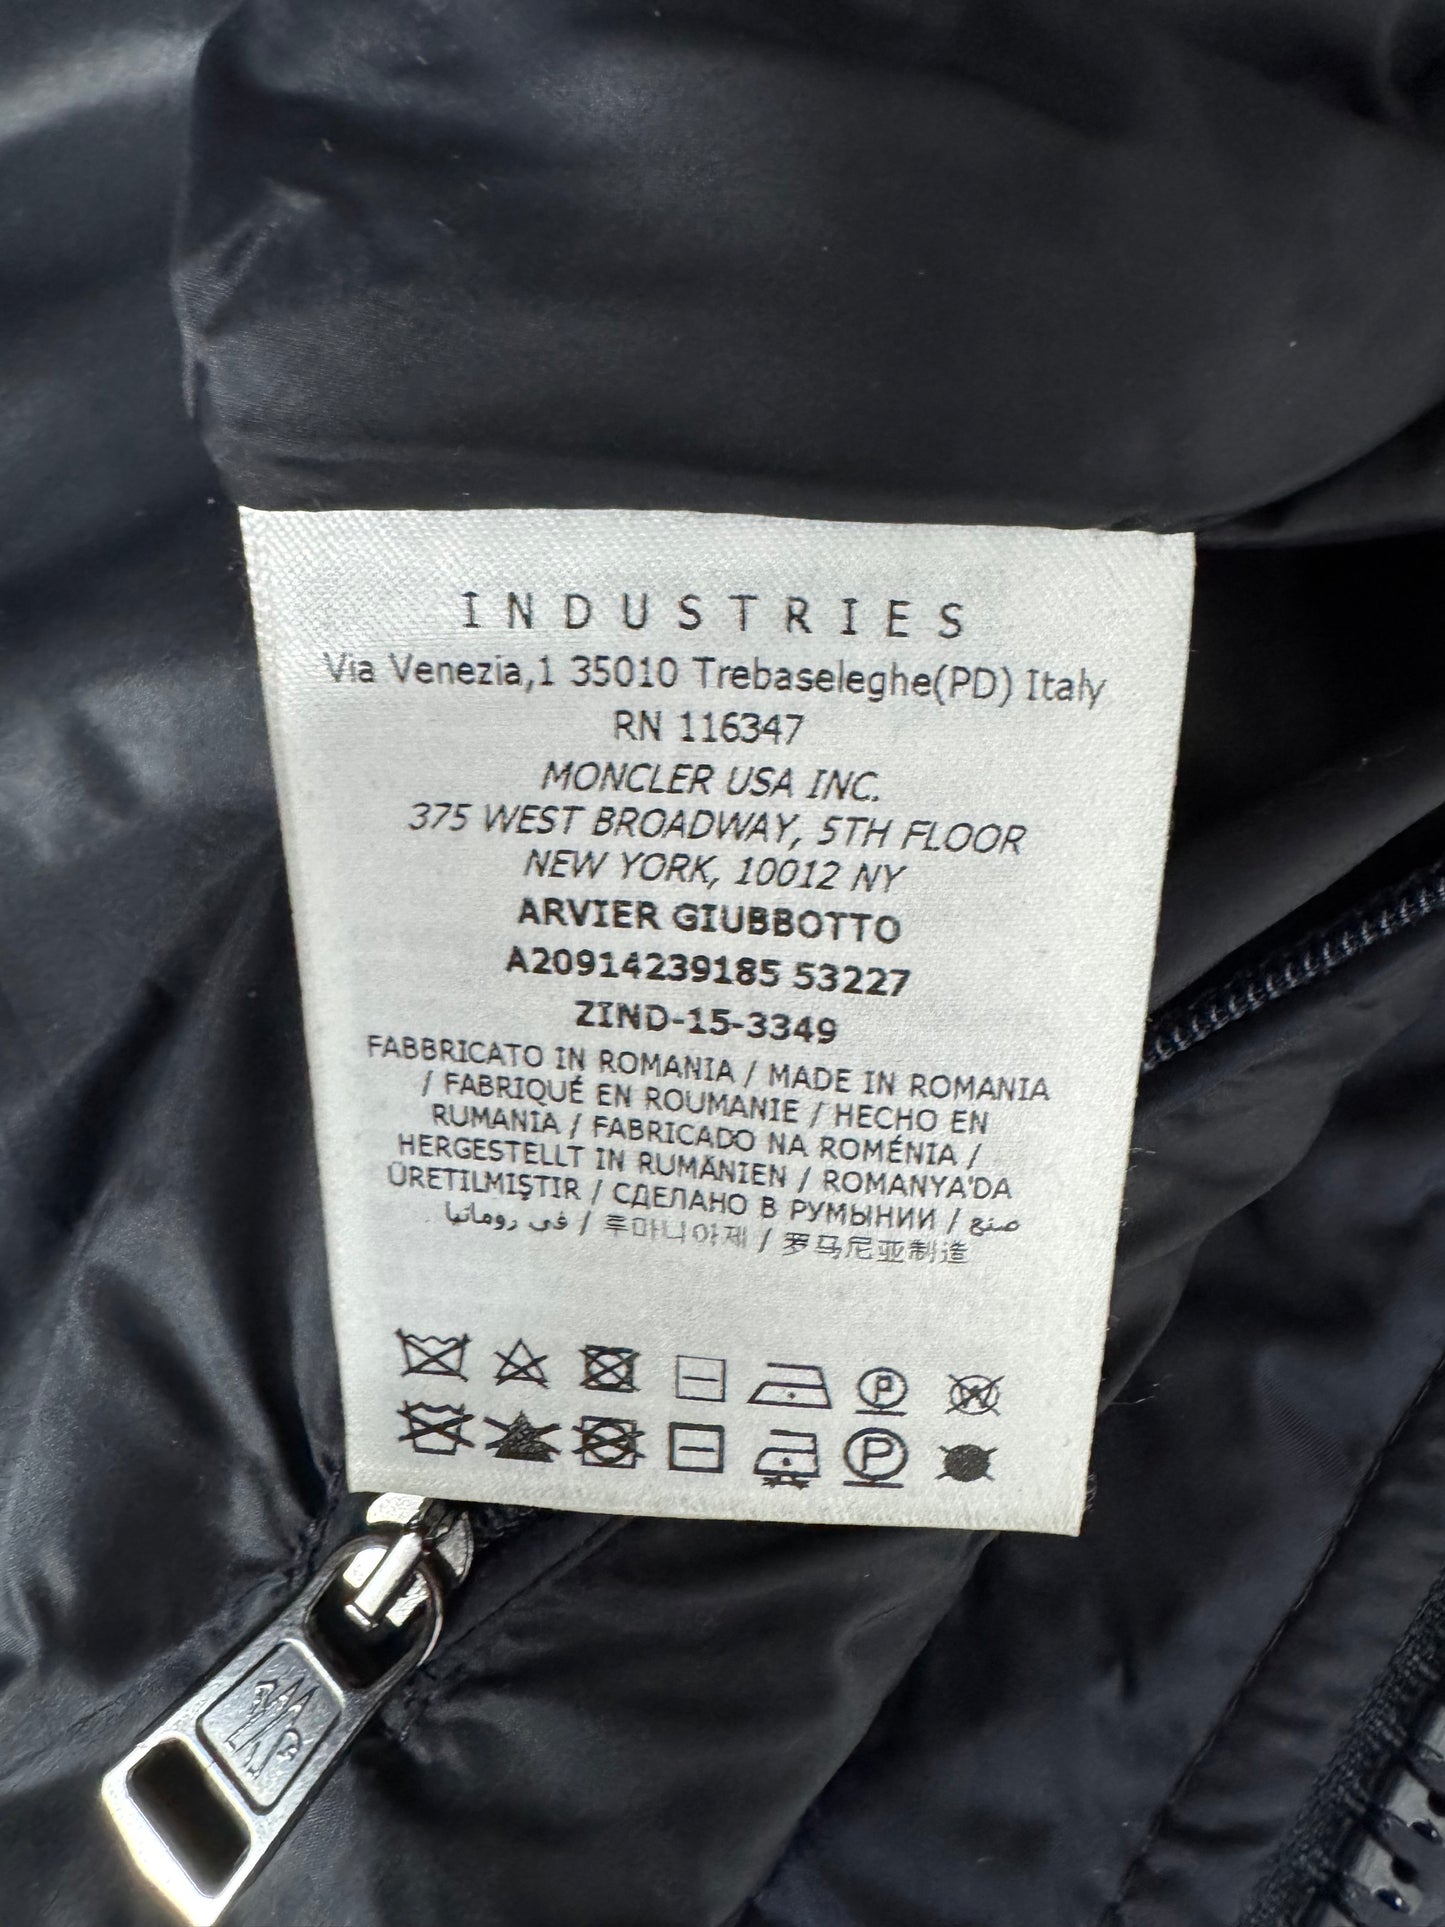 INDUSTRIES
Via Venezia,1 35010 Trebaseleghe(PD) Italy
RN 116347
MONCLER USA INC.
375 WEST BROADWAY, 5TH FLOOR
NEW YORK, 10012 NY
ARVIER GIUBBOTTO
A20914239185 53227
ZIND-15-3349
FABBRICATO IN ROMANIA / MADE IN ROMANIA
/ FABRIQUÉ EN ROUMANIE / HECHO EN
RUMANIA / FABRICADO NA ROMÉNIA /
HERGESTELLT IN RUMÄNIEN / ROMANYA'DA
ÜRETILMIŞTIR / СДЕЛАНО В РУМЫНИИ / صنع
في رومانيا / 루마니아제 / 罗马尼亚制造
P W
P